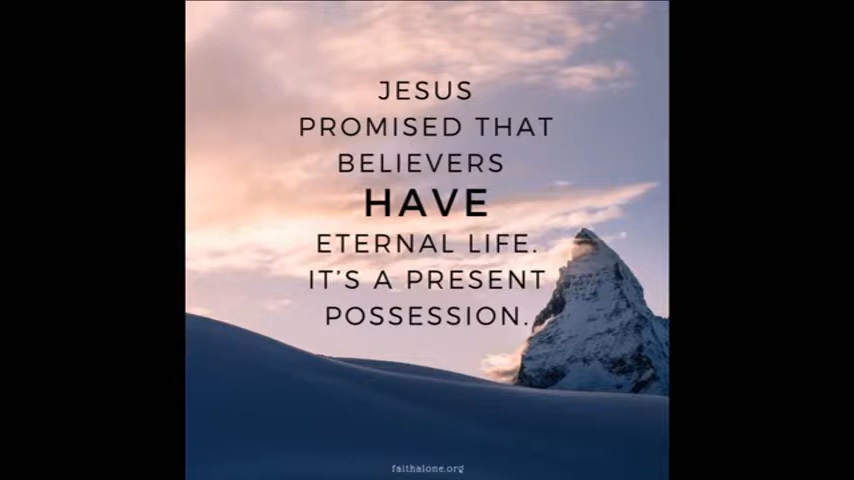 JESUS
PROMISED THAT
BELIEVERS
HAVE
ETERNAL LIFE.
IT'S A PRESENT
POSSESSION.
faithalone.org